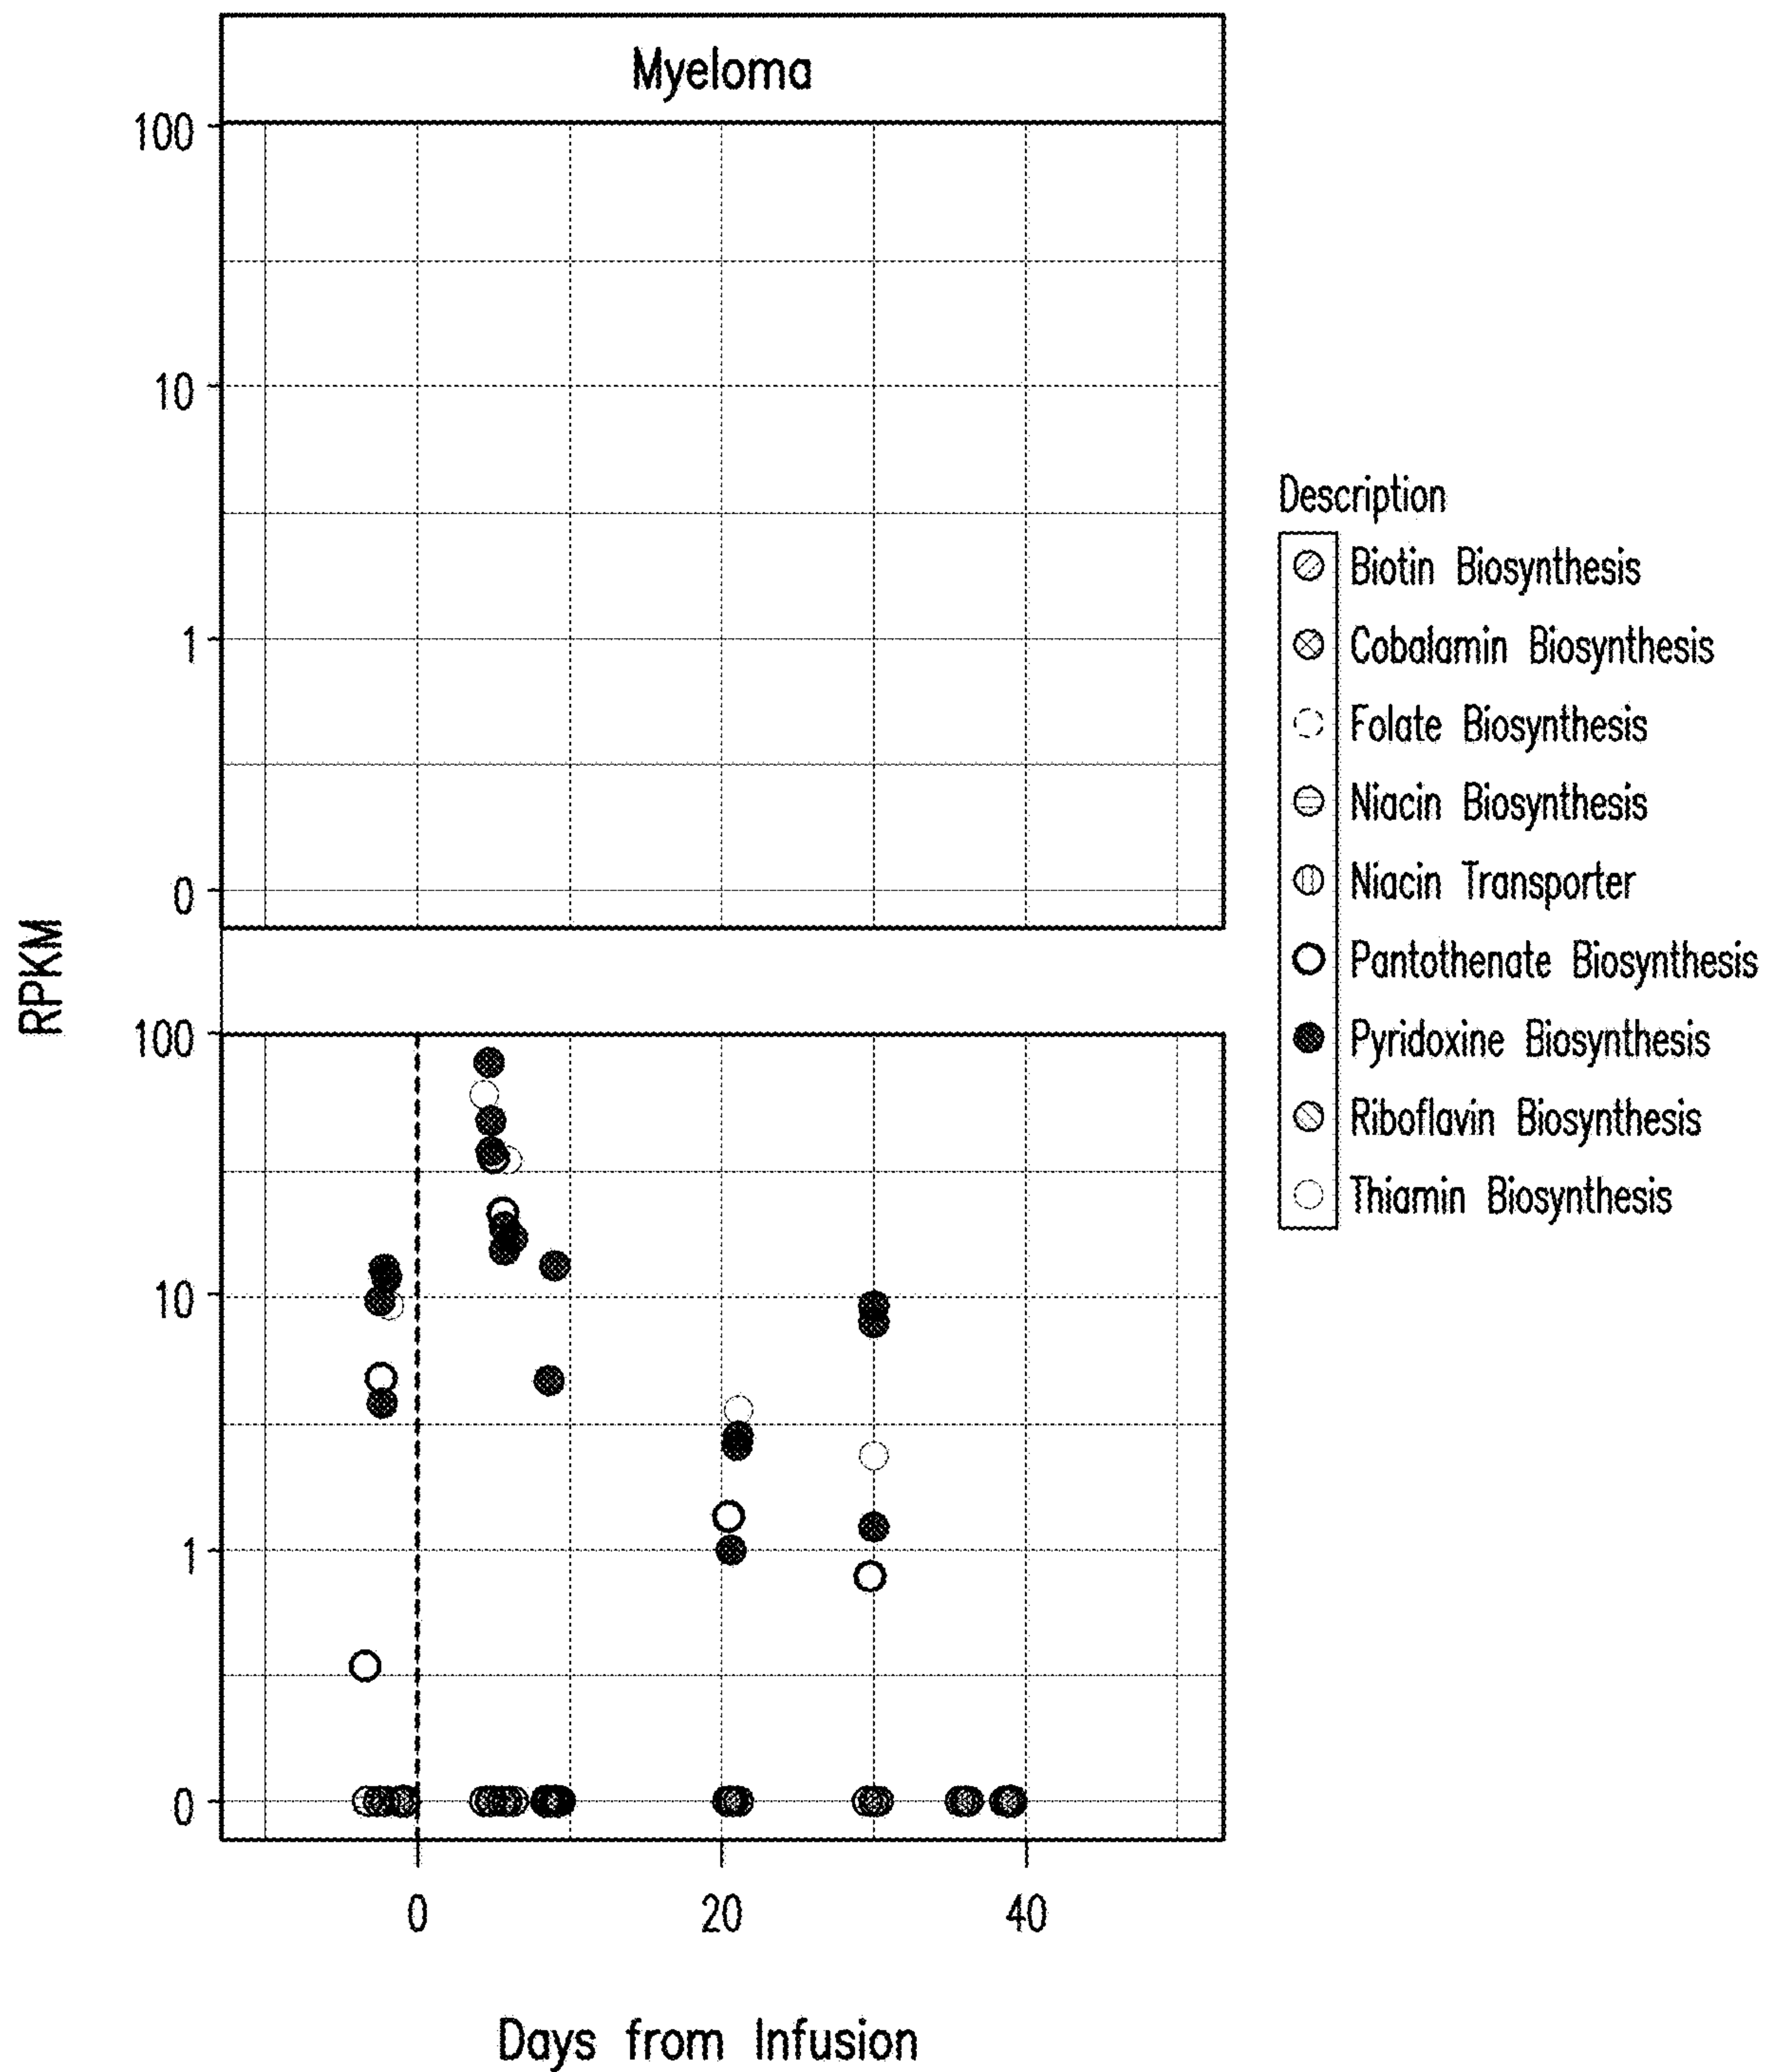 Myeloma
100
10
1
0
RPKM
100
10
1
0
0 20 40
Days from Infusion
Description
Biotin Biosynthesis
Cobalamin Biosynthesis
Folate Biosynthesis
Niacin Biosynthesis
Niacin Transporter
Pantothenate Biosynthesis
Pyridoxine Biosynthesis
Riboflavin Biosynthesis
Thiamin Biosynthesis